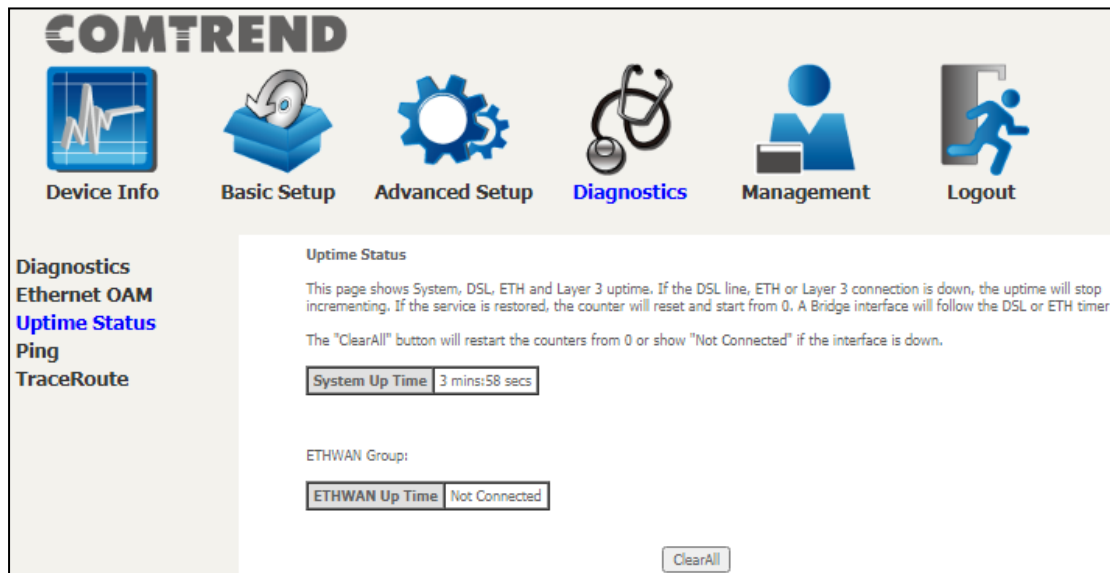 COMTREND
Device Info
Basic Setup
Advanced Setup
Diagnostics
Management
Logout
Diagnostics
Ethernet OAM
Uptime Status
Ping
TraceRoute
Uptime Status
This page shows System, DSL, ETH and Layer 3 uptime. If the DSL line, ETH or Layer 3 connection is down, the uptime will stop
incrementing. If the service is restored, the counter will reset and start from 0. A Bridge interface will follow the DSL or ETH timer
The "ClearAll" button will restart the counters from 0 or show "Not Connected" if the interface is down.
System Up Time 3 mins:58 secs
ETHWAN Group:
ETHWAN Up Time Not Connected
ClearAll